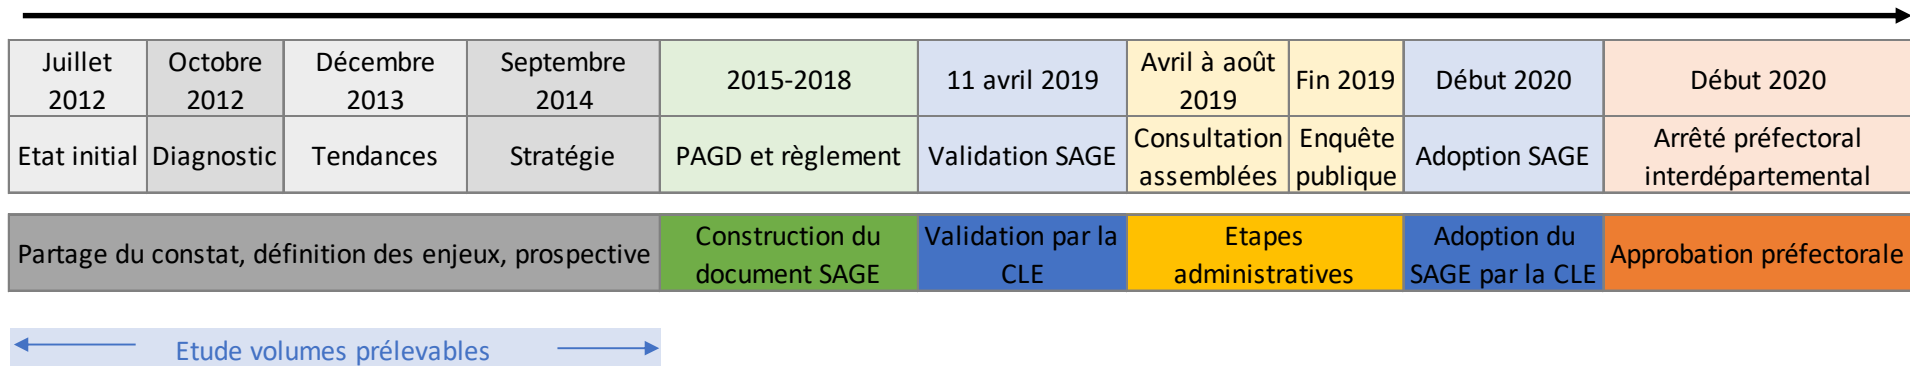 Juillet
2012
Octobre
2012
Décembre
2013
Septembre
2014
2015-2018
11 avril 2019
Avril à août
2019
Fin 2019
Début 2020
Début 2020
Etat initial
Diagnostic
Tendances
Stratégie
PAGD et règlement
Validation SAGE
Consultation
assemblées
Enquête
publique
Adoption SAGE
Arrêté préfectoral
interdépartemental
Partage du constat, définition des enjeux, prospective
Construction du
document SAGE
Validation par la
CLE
Etapes
administratives
Adoption du
SAGE par la CLE
Approbation préfectorale
Etude volumes prélevables